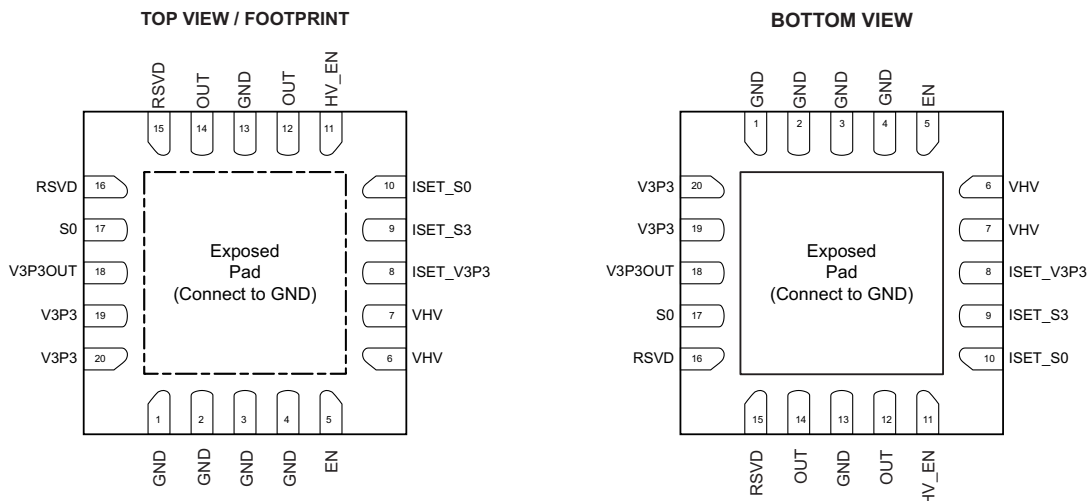 TOP VIEW / FOOTPRINT
RSVD
OUT
GND
OUT
HV_EN
15
14
13
12
11
RSVD
16
10
ISET_S0
S0
17
9
ISET_S3
V3P3OUT
18
8
ISET_V3P3
V3P3
19
7
VHV
V3P3
20
6
VHV
Exposed
Pad
(Connect to GND)
1
2
3
4
5
GND
GND
GND
GND
EN
BOTTOM VIEW
GND
GND
GND
GND
EN
1
2
3
4
5
V3P3
20
6
VHV
V3P3
19
7
VHV
V3P3OUT
18
8
ISET_V3P3
S0
17
9
ISET_S3
RSVD
16
10
ISET_S0
Exposed
Pad
(Connect to GND)
15
14
13
12
11
RSVD
OUT
GND
OUT
HV_EN